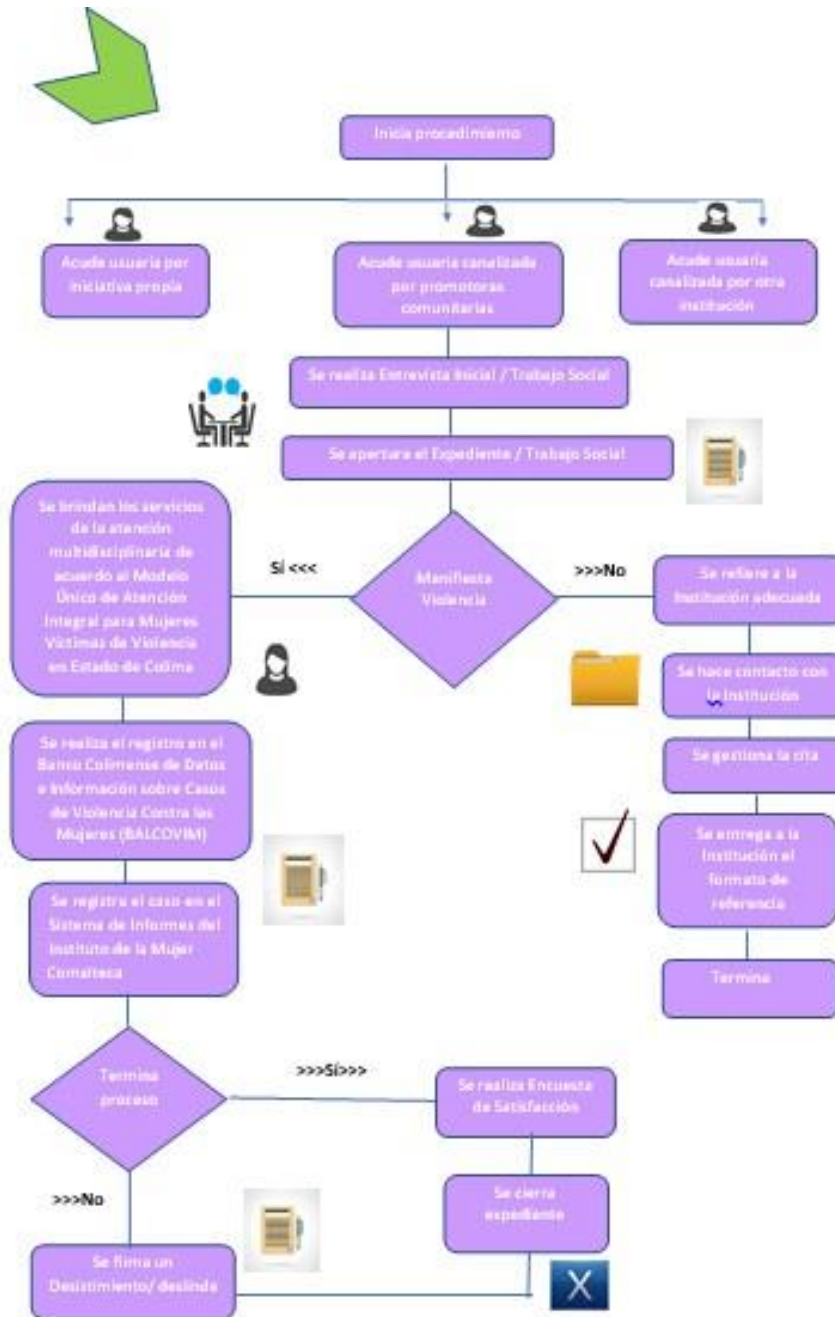 Inicia procedimiento
Acude usuaria por
iniciativa propia
Acude usuaria canalizada
por promotoras
comunitarias
Acude usuaria
canalizada por otra
institución
Se realiza Entrevista Inicial / Trabajo Social
Se apertura el Expediente / Trabajo Social
Manifiesta
Violencia
Sí <<<
>>>No
Se brindan los servicios
de la atención
multidisciplinaria de
acuerdo al Modelo
Único de Atención
Integral para Mujeres
Víctimas de Violencia
en Estado de Colima
Se realiza el registro en el
Banco Colimense de Datos
e Información sobre Casos
de Violencia Contra las
Mujeres (BALCOVIM)
Se registra el caso en el
Sistema de Informes del
Instituto de la Mujer
Comalteca
Se refiere a la
Institución adecuada
Se hace contacto con
la Institución
Se gestiona la cita
Se entrega a la
Institución el
formato de
referencia
Termina
Termina
proceso
>>>Sí>>>
Se realiza Encuesta
de Satisfacción
Se cierra
expediente
>>>No
Se firma un
Desistimiento/ deslinde
X